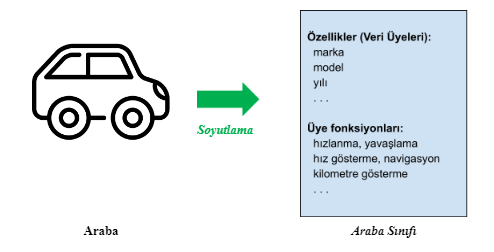 Özellikler (Veri Üyeleri):
marka
model
yılı
. . .
Üye fonksiyonları:
hızlanma, yavaşlama
hız gösterme, navigasyon
kilometre gösterme
. . .
Soyutlama
Araba
Araba Sınıfı